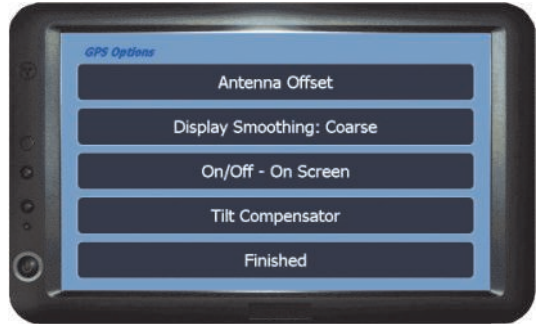 GPS Options
Antenna Offset
Display Smoothing: Coarse
On/Off - On Screen
Tilt Compensator
Finished